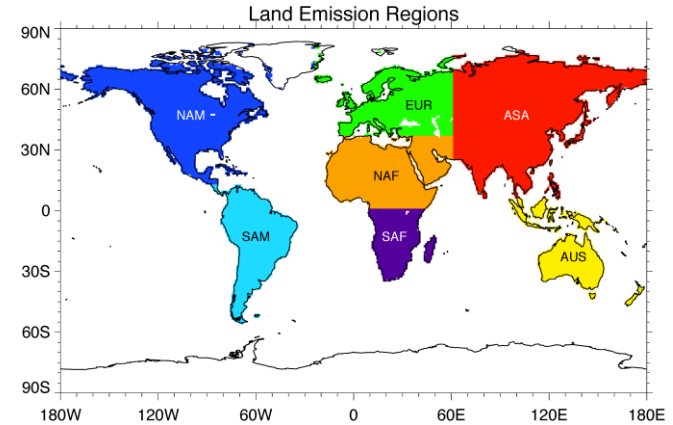 Land Emission Regions
90N
60N
30N
0
30S
60S
90S
NAM
EUR
ASA
NAF
SAM
SAF
AUS
180W
120W
60W
0
60E
120E
180E